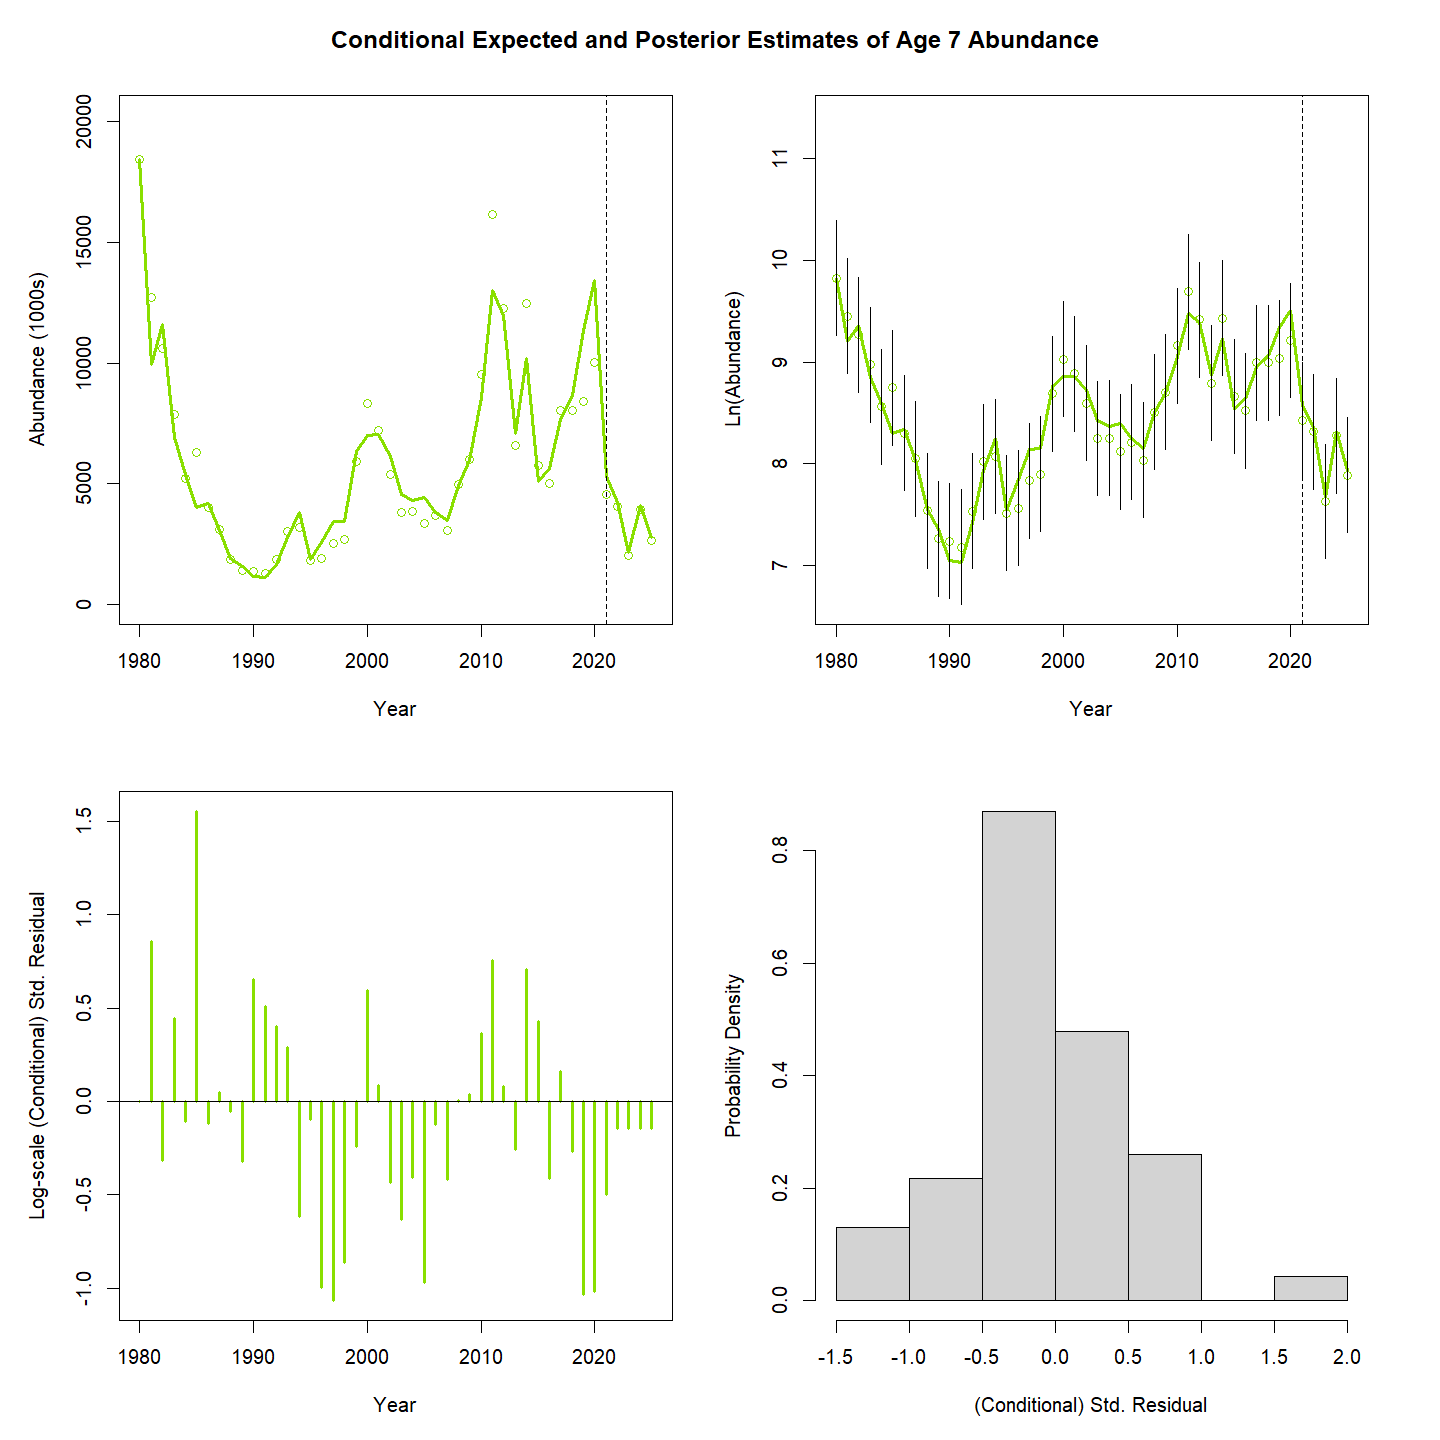 Conditional Expected and Posterior Estimates of Age 7 Abundance
Abundance (1000s)
20000
15000
10000
5000
0
1980 1990 2000 2010 2020
Year
Ln(Abundance)
11
10
9
8
7
1980 1990 2000 2010 2020
Year
Log-scale (Conditional) Std. Residual
1.5
1.0
0.5
0.0
-0.5
-1.0
1980 1990 2000 2010 2020
Year
Probability Density
0.8
0.6
0.4
0.2
0.0
-1.5 -1.0 -0.5 0.0 0.5 1.0 1.5 2.0
(Conditional) Std. Residual